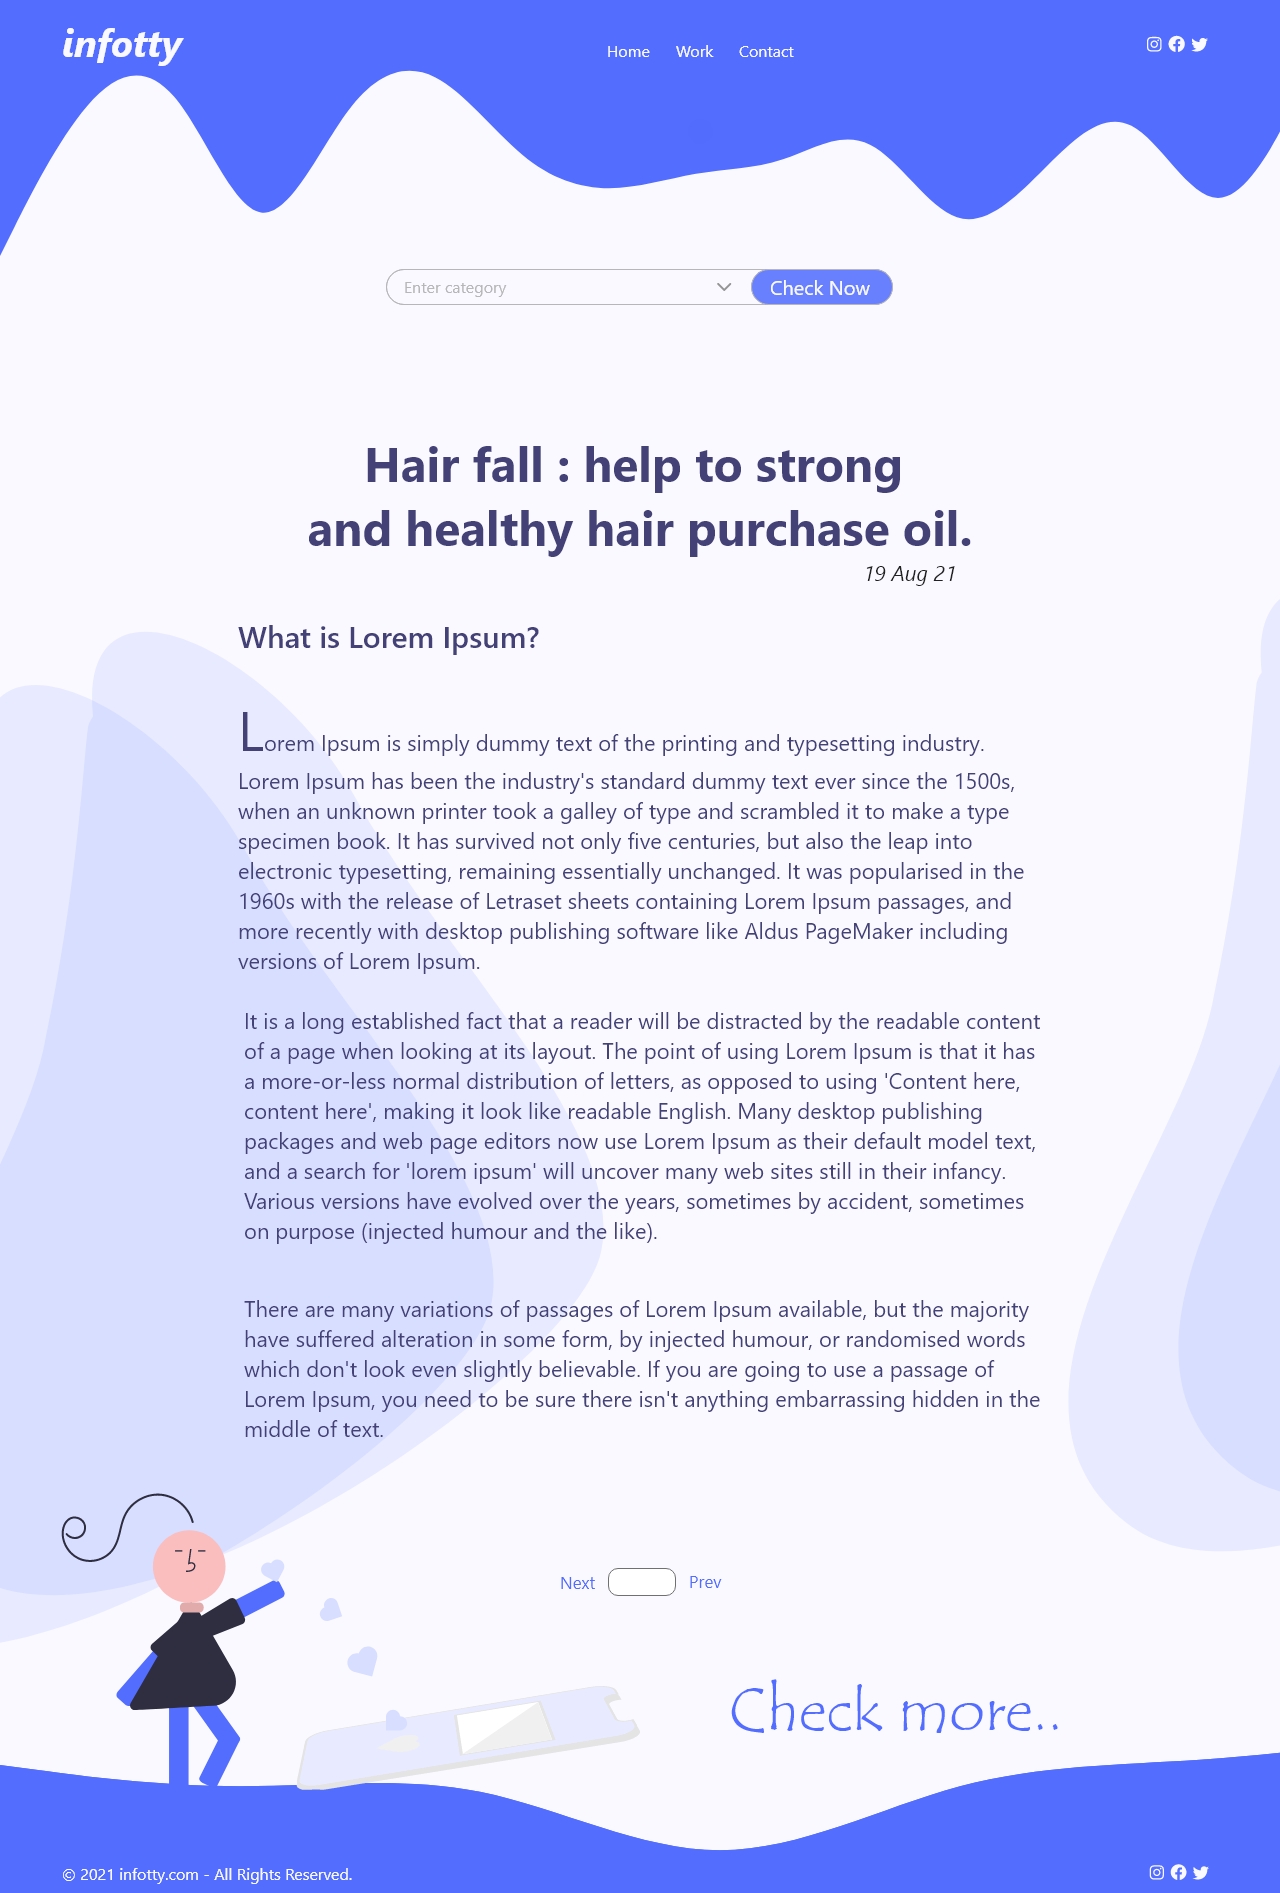 infotty
Home Work Contact
Enter category
Check Now
Hair fall : help to strong
and healthy hair purchase oil.
19 Aug 21
What is Lorem Ipsum?
Lorem Ipsum is simply dummy text of the printing and typesetting industry.
Lorem Ipsum has been the industry's standard dummy text ever since the 1500s,
when an unknown printer took a galley of type and scrambled it to make a type
specimen book. It has survived not only five centuries, but also the leap into
electronic typesetting, remaining essentially unchanged. It was popularised in the
1960s with the release of Letraset sheets containing Lorem Ipsum passages, and
more recently with desktop publishing software like Aldus PageMaker including
versions of Lorem Ipsum.
It is a long established fact that a reader will be distracted by the readable content
of a page when looking at its layout. The point of using Lorem Ipsum is that it has
a more-or-less normal distribution of letters, as opposed to using 'Content here,
content here', making it look like readable English. Many desktop publishing
packages and web page editors now use Lorem Ipsum as their default model text,
and a search for 'lorem ipsum' will uncover many web sites still in their infancy.
Various versions have evolved over the years, sometimes by accident, sometimes
on purpose (injected humour and the like).
There are many variations of passages of Lorem Ipsum available, but the majority
have suffered alteration in some form, by injected humour, or randomised words
which don't look even slightly believable. If you are going to use a passage of
Lorem Ipsum, you need to be sure there isn't anything embarrassing hidden in the
middle of text.
Next Prev
Check more..
© 2021 infotty.com - All Rights Reserved.